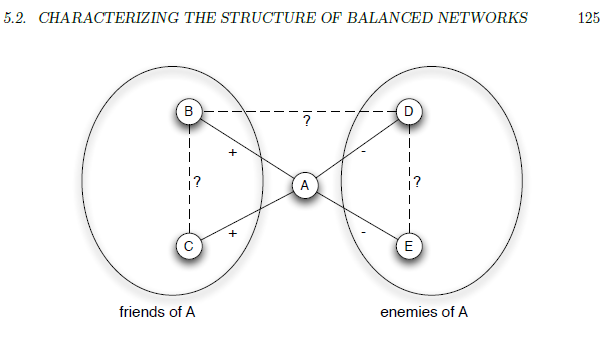 5.2. CHARACTERIZING THE STRUCTURE OF BALANCED NETWORKS 125
B D
?
+ -
? A ?
+ -
C E
friends of A enemies of A